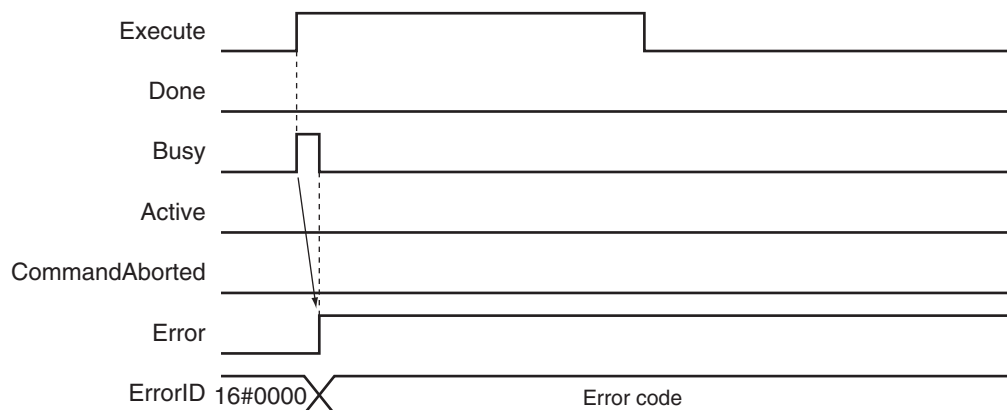 Execute
Done
Busy
Active
CommandAborted
Error
ErrorID 16#0000 Error code